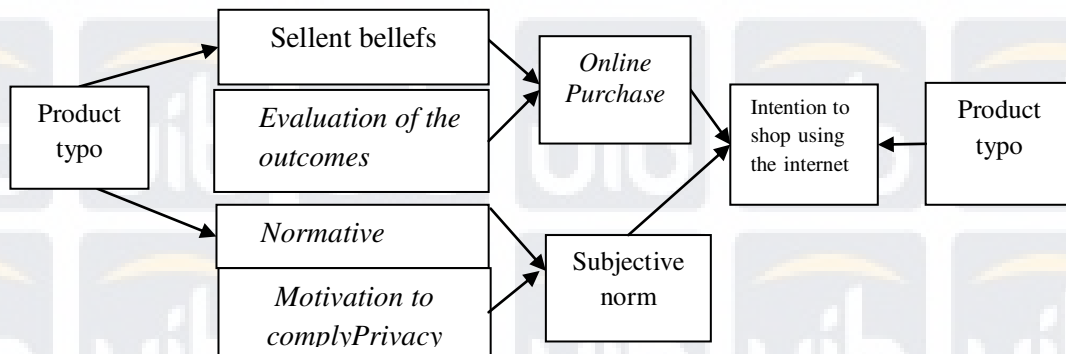 Product
typo
Sellent bellefs
Evaluation of the
outcomes
Normative
Motivation to
complyPrivacy
Online
Purchase
Subjective
norm
Intention to
shop using
the internet
Product
typo